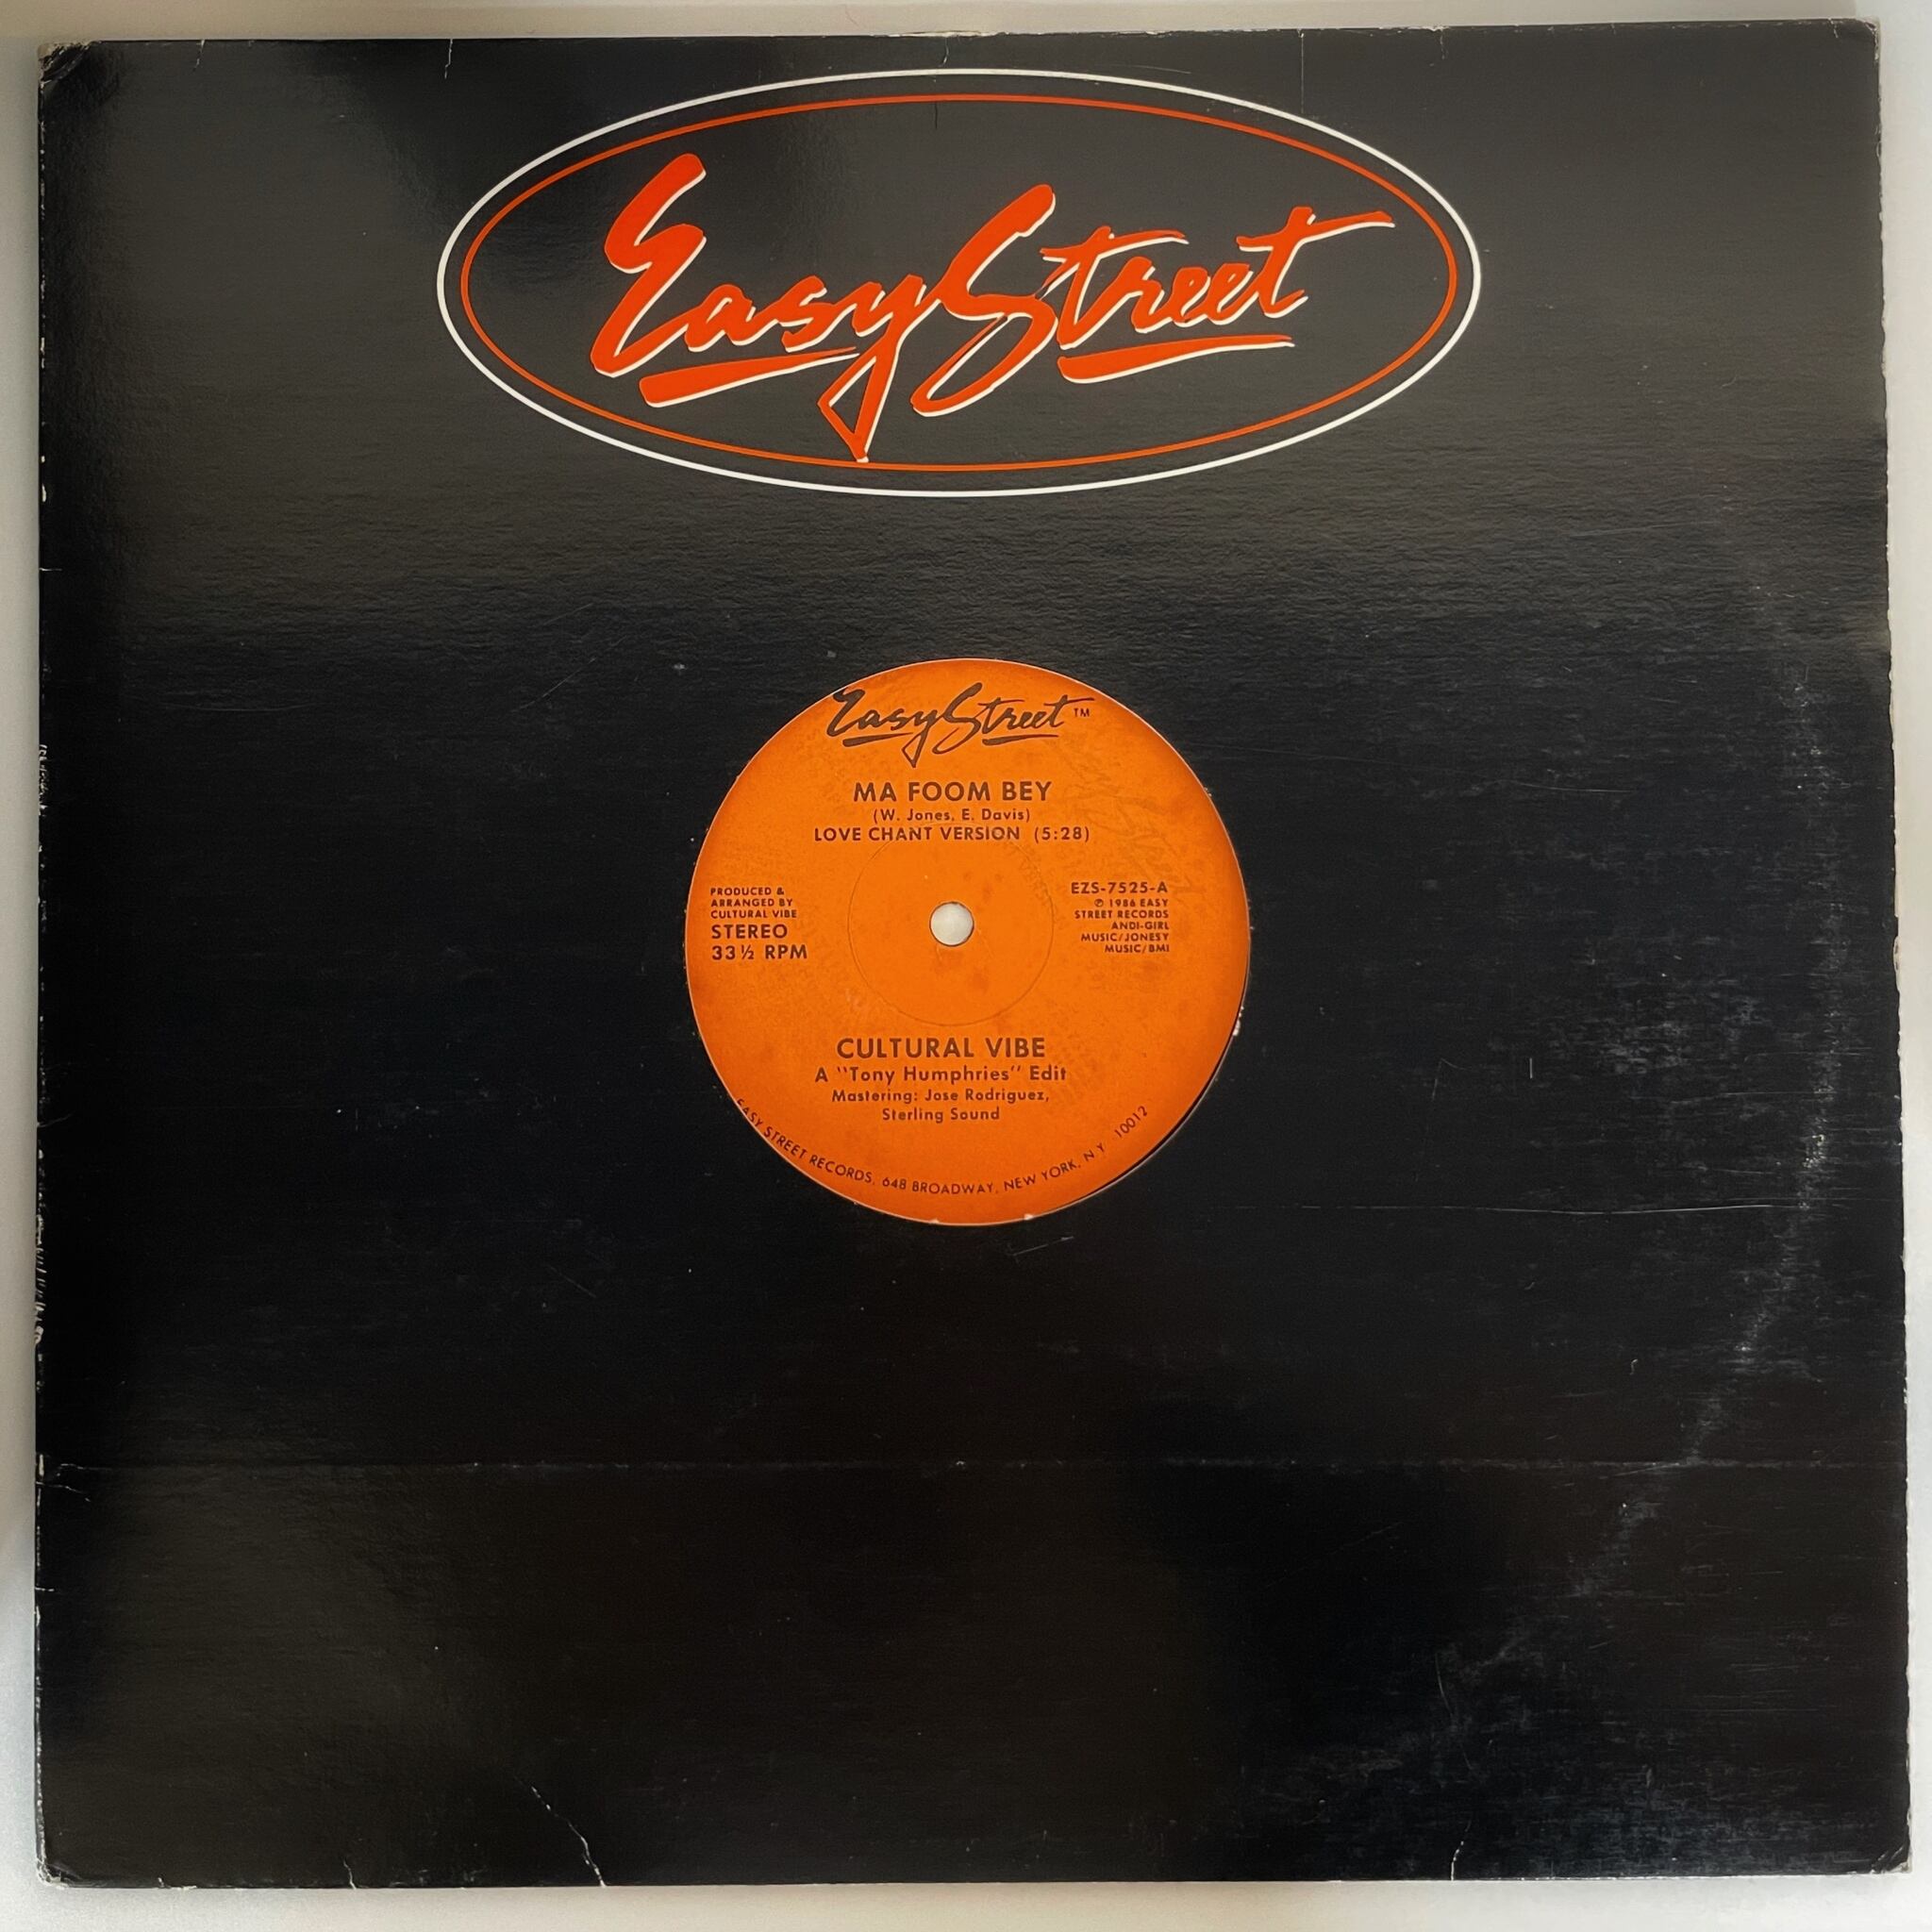 Easy Street
Easy Street™
MA FOOM BEY
(W. Jones, E. Davis)
LOVE CHANT VERSION (5:28)
PRODUCED &
ARRANGED BY
CULTURAL VIBE
STEREO
33⅓ RPM
EZS-7525-A
℗ 1986 EASY
STREET RECORDS
ANDI-GIRL
MUSIC/JONESY
MUSIC/BMI
CULTURAL VIBE
A "Tony Humphries" Edit
Mastering: Jose Rodriguez,
Sterling Sound
EASY STREET RECORDS, 648 BROADWAY, NEW YORK, N.Y. 10012